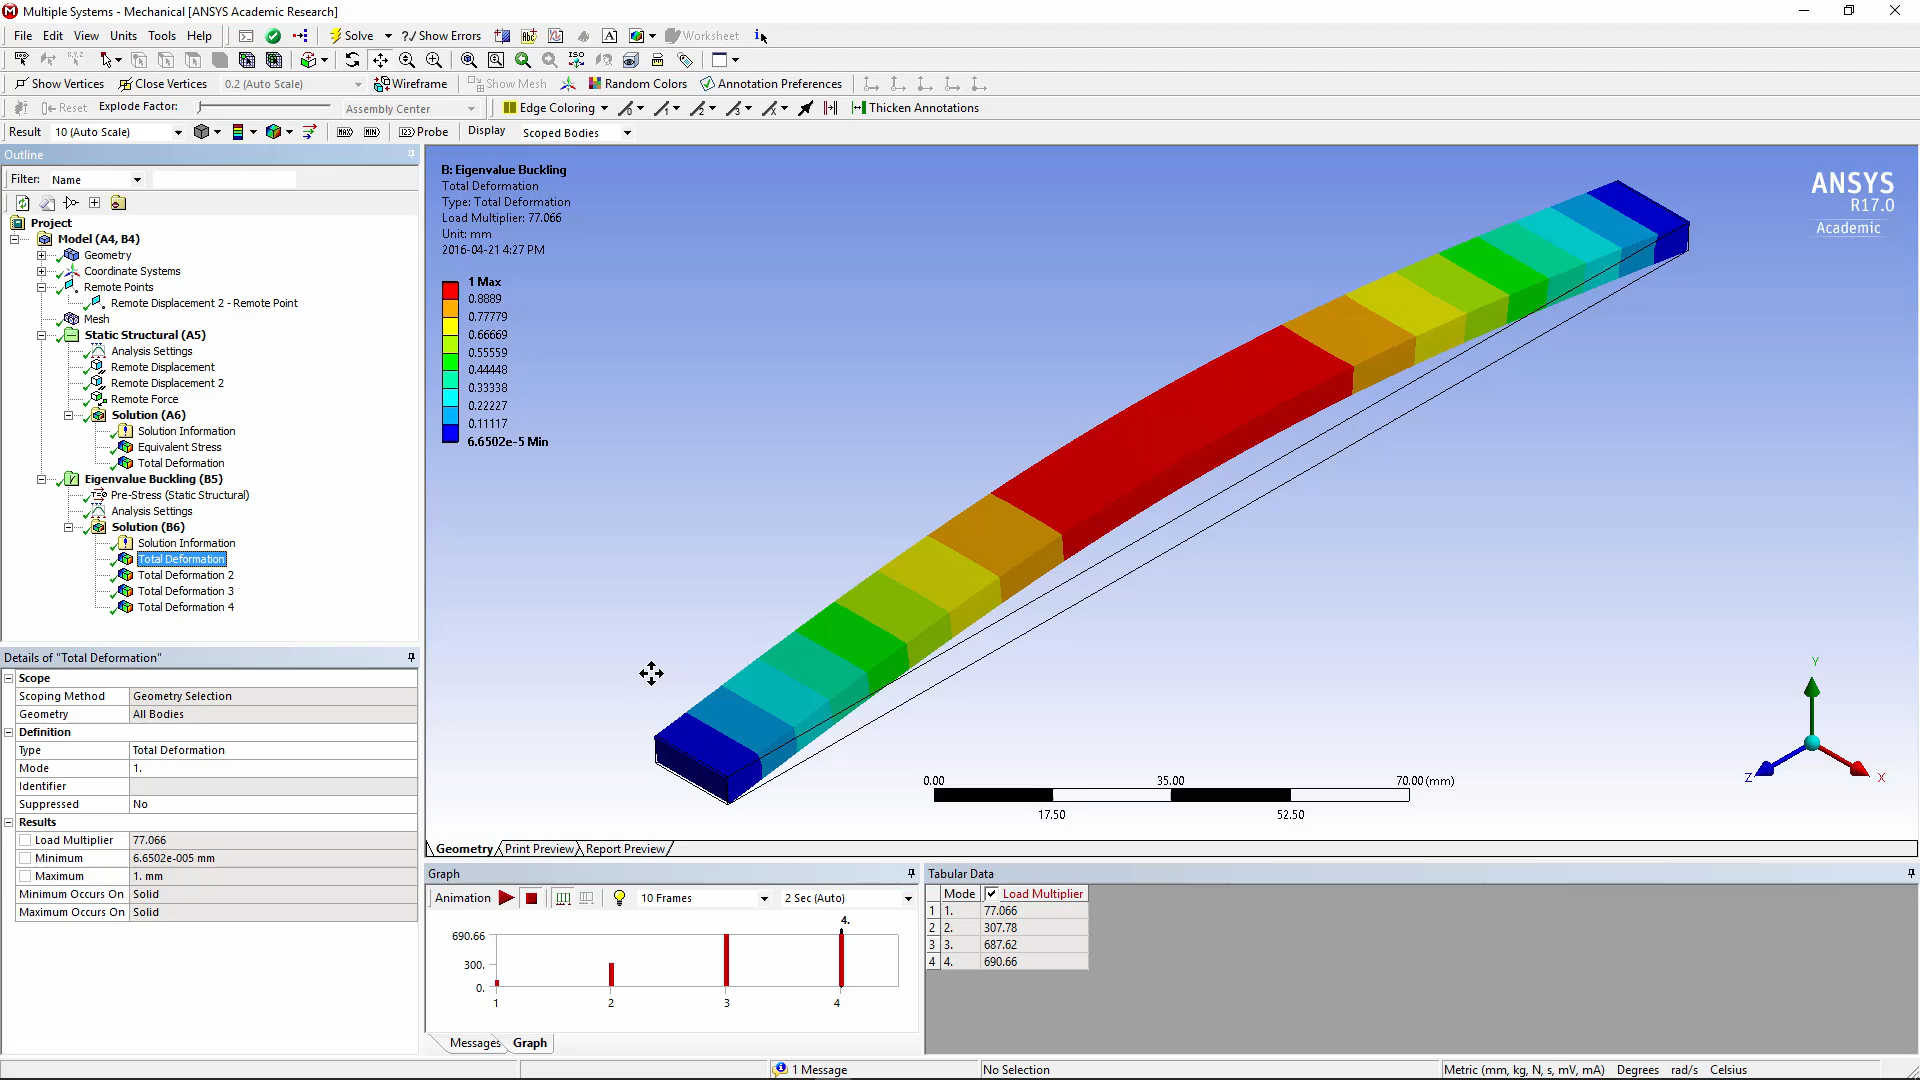 Multiple Systems - Mechanical [ANSYS Academic Research]
File Edit View Units Tools Help Solve ?/ Show Errors Worksheet
Show Vertices Close Vertices 0.2 (Auto Scale) Wireframe Show Mesh Random Colors Annotation Preferences
Reset Explode Factor: Assembly Center Edge Coloring Thicken Annotations
Result 10 (Auto Scale) MAX MIN Probe Display Scoped Bodies
Outline
Filter: Name
Project
Model (A4, B4)
Geometry
Coordinate Systems
Remote Points
Remote Displacement 2 - Remote Point
Mesh
Static Structural (A5)
Analysis Settings
Remote Displacement
Remote Displacement 2
Remote Force
Solution (A6)
Solution Information
Equivalent Stress
Total Deformation
Eigenvalue Buckling (B5)
Pre-Stress (Static Structural)
Analysis Settings
Solution (B6)
Solution Information
Total Deformation
Total Deformation 2
Total Deformation 3
Total Deformation 4
Details of "Total Deformation"
Scope
Scoping Method Geometry Selection
Geometry All Bodies
Definition
Type Total Deformation
Mode 1.
Identifier
Suppressed No
Results
Load Multiplier 77.066
Minimum 6.6502e-005 mm
Maximum 1. mm
Minimum Occurs On Solid
Maximum Occurs On Solid
B: Eigenvalue Buckling
Total Deformation
Type: Total Deformation
Load Multiplier: 77.066
Unit: mm
2016-04-21 4:27 PM
1 Max
0.8889
0.77779
0.66669
0.55559
0.44448
0.33338
0.22227
0.11117
6.6502e-5 Min
ANSYS
R17.0
Academic
Y
Z
X
0.00 35.00 70.00 (mm)
17.50 52.50
Geometry Print Preview Report Preview
Graph
Animation 10 Frames 2 Sec (Auto)
4.
690.66
300.
0.
1 2 3 4
Messages Graph
Tabular Data
Mode Load Multiplier
1 1. 77.066
2 2. 307.78
3 3. 687.62
4 4. 690.66
1 Message No Selection Metric (mm, kg, N, s, mV, mA) Degrees rad/s Celsius